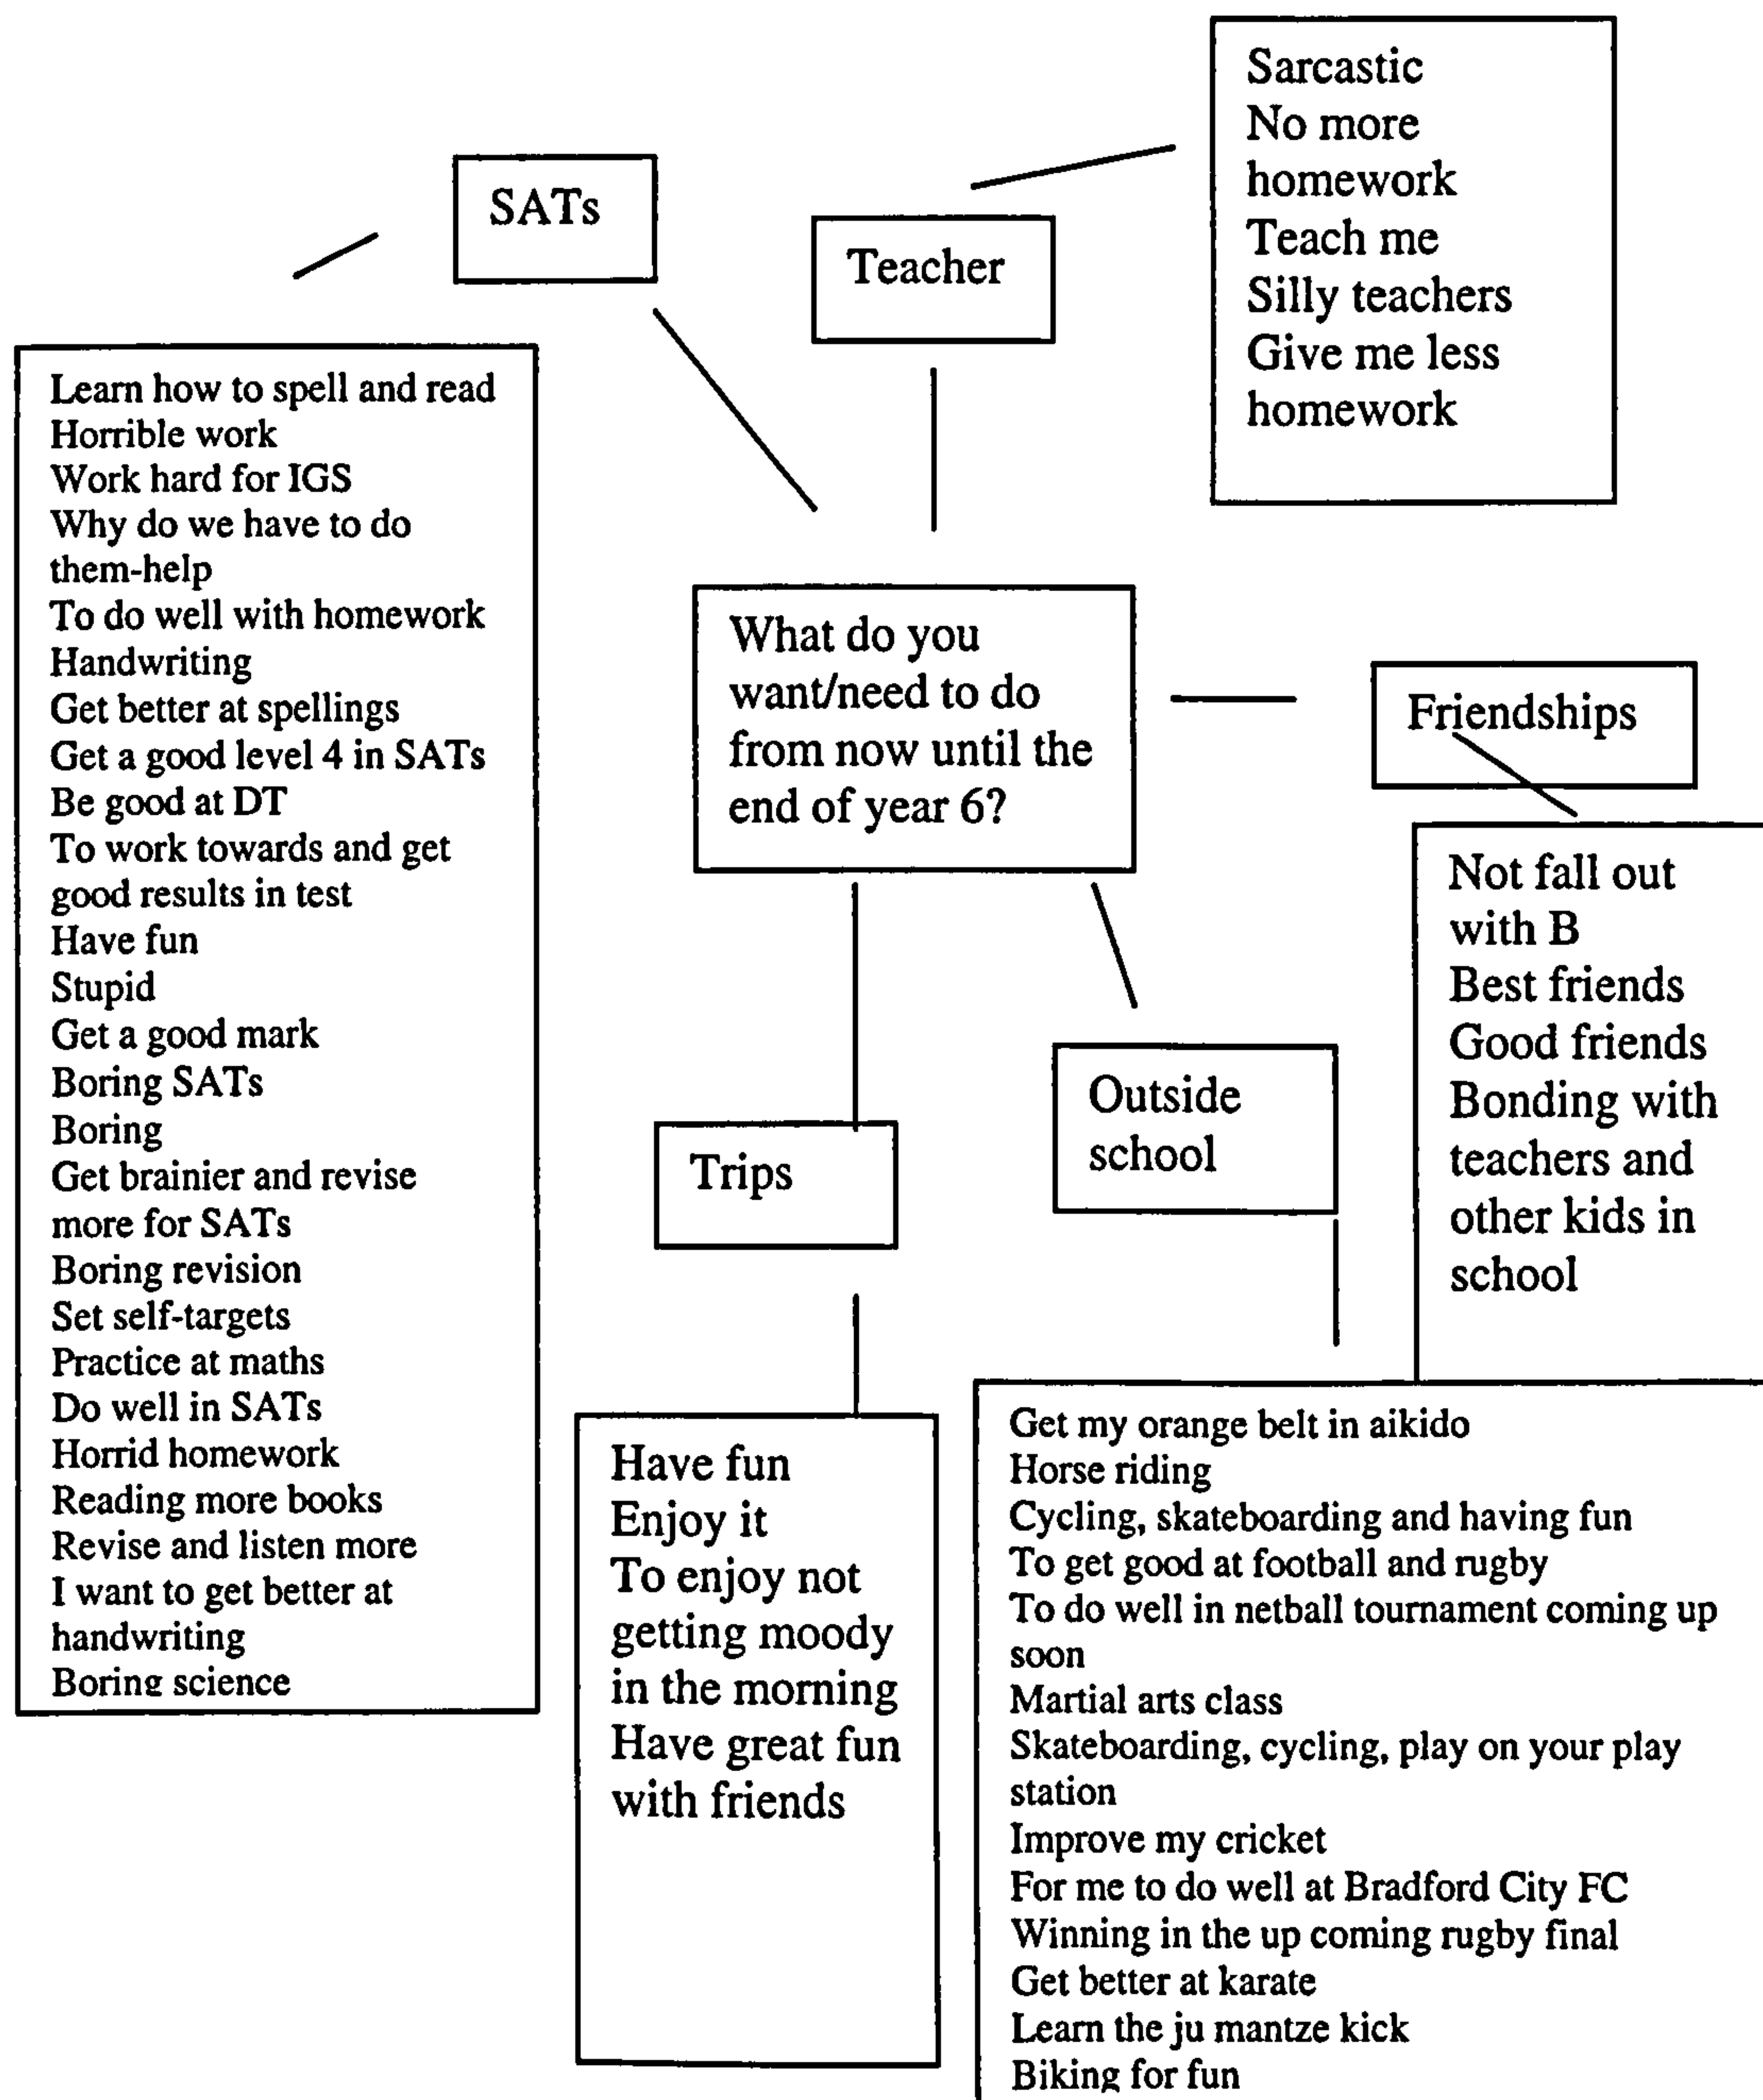 Sarcastic
No more
homework
Teach me
Silly teachers
Give me less
homework
SATs
Teacher
Learn how to spell and read
Horrible work
Work hard for IGS
Why do we have to do
them-help
To do well with homework
Handwriting
Get better at spellings
Get a good level 4 in SATs
Be good at DT
To work towards and get
good results in test
Have fun
Stupid
Get a good mark
Boring SATs
Boring
Get brainier and revise
more for SATs
Boring revision
Set self-targets
Practice at maths
Do well in SATs
Horrid homework
Reading more books
Revise and listen more
I want to get better at
handwriting
Boring science
What do you
want/need to do
from now until the
end of year 6?
Friendships
Not fall out
with B
Best friends
Good friends
Bonding with
teachers and
other kids in
school
Trips
Outside
school
Have fun
Enjoy it
To enjoy not
getting moody
in the morning
Have great fun
with friends
Get my orange belt in aikido
Horse riding
Cycling, skateboarding and having fun
To get good at football and rugby
To do well in netball tournament coming up
soon
Martial arts class
Skateboarding, cycling, play on your play
station
Improve my cricket
For me to do well at Bradford City FC
Winning in the up coming rugby final
Get better at karate
Learn the ju mantze kick
Biking for fun